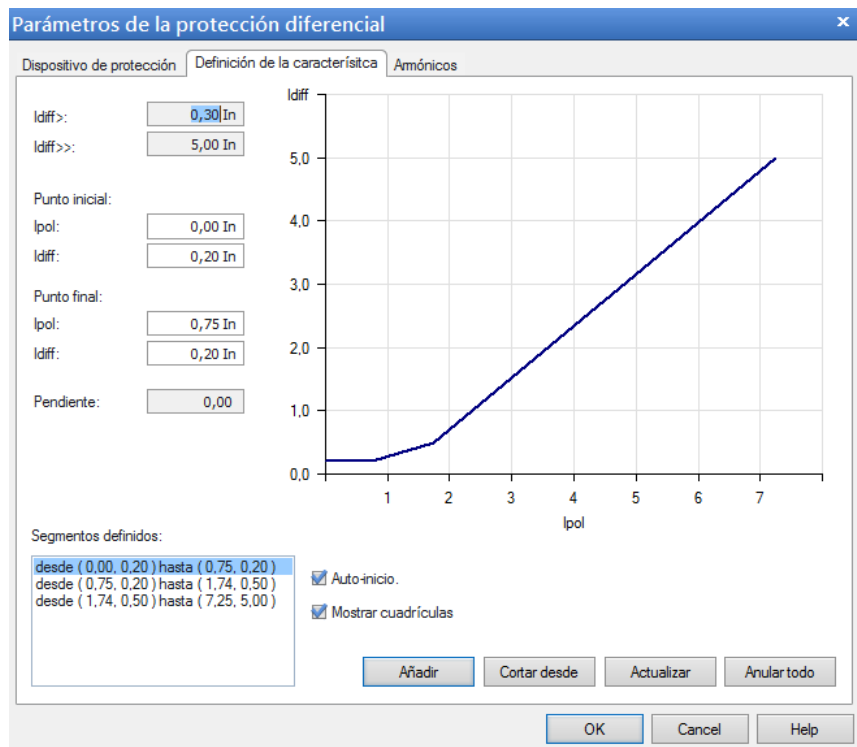 Parámetros de la protección diferencial
Dispositivo de protección
Definición de la caracterísitca
Armónicos
Idiff>:
0,30 In
Idiff>>:
5,00 In
Punto inicial:
Ipol:
0,00 In
Idiff:
0,20 In
Punto final:
Ipol:
0,75 In
Idiff:
0,20 In
Pendiente:
0,00
Idiff
5,0
4,0
3,0
2,0
1,0
0,0
1 2 3 4 5 6 7
Ipol
Segmentos definidos:
desde ( 0,00, 0,20 ) hasta ( 0,75, 0,20 )
desde ( 0,75, 0,20 ) hasta ( 1,74, 0,50 )
desde ( 1,74, 0,50 ) hasta ( 7,25, 5,00 )
Auto-inicio.
Mostrar cuadrículas
Añadir
Cortar desde
Actualizar
Anular todo
OK
Cancel
Help